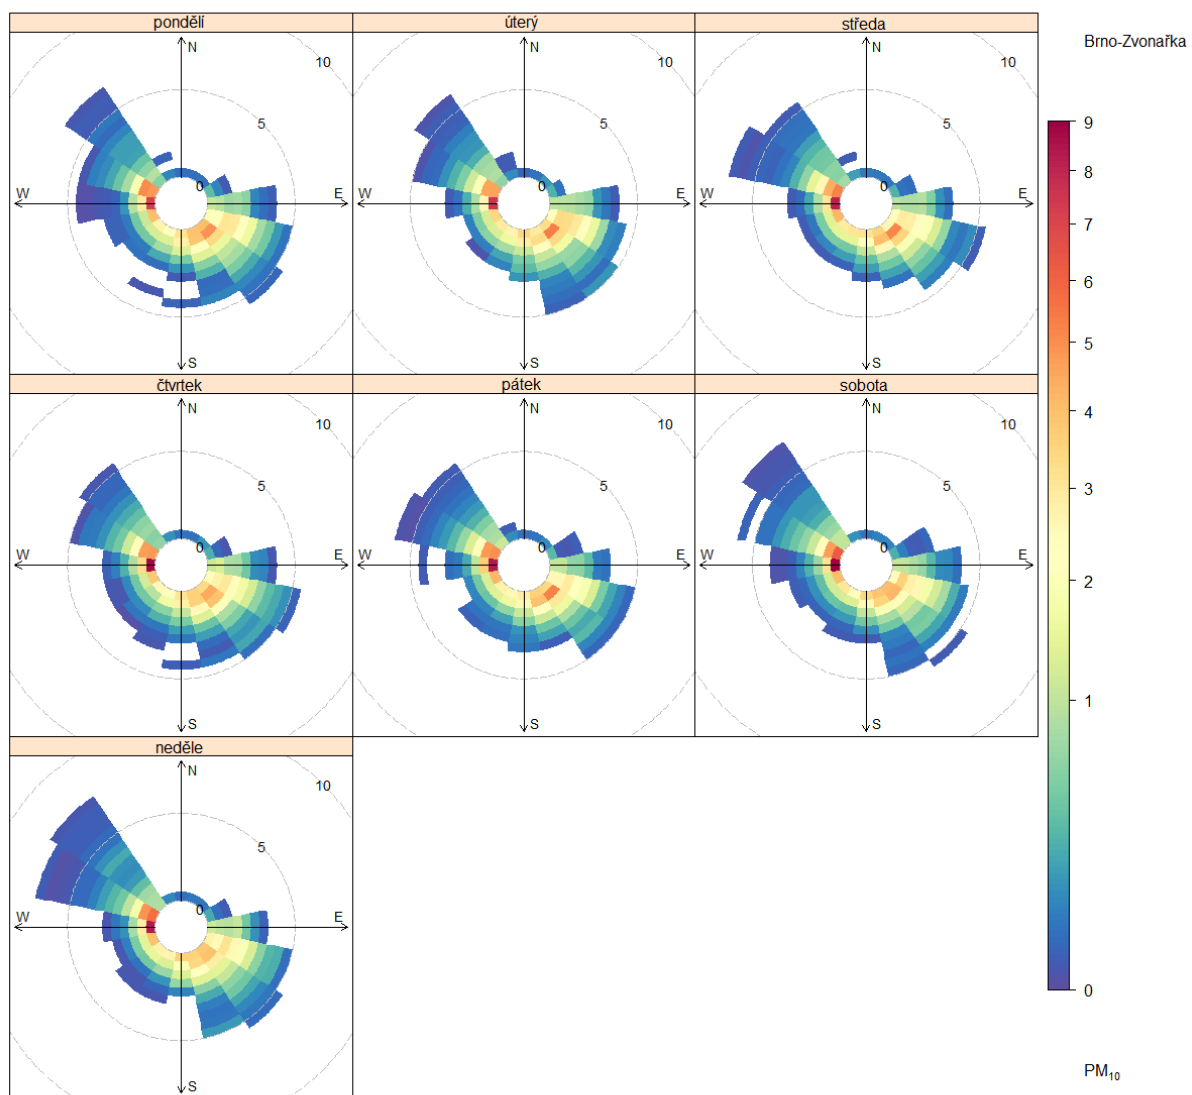 pondělí
úterý
středa
Brno-Zvonařka
N
10
5
0
W
E
S
N
10
5
0
W
E
S
N
10
5
0
W
E
S
9
8
7
6
5
4
3
2
1
0
čtvrtek
pátek
sobota
N
10
5
0
W
E
S
N
10
5
0
W
E
S
N
10
5
0
W
E
S
neděle
N
10
5
0
W
E
S
PM₁₀